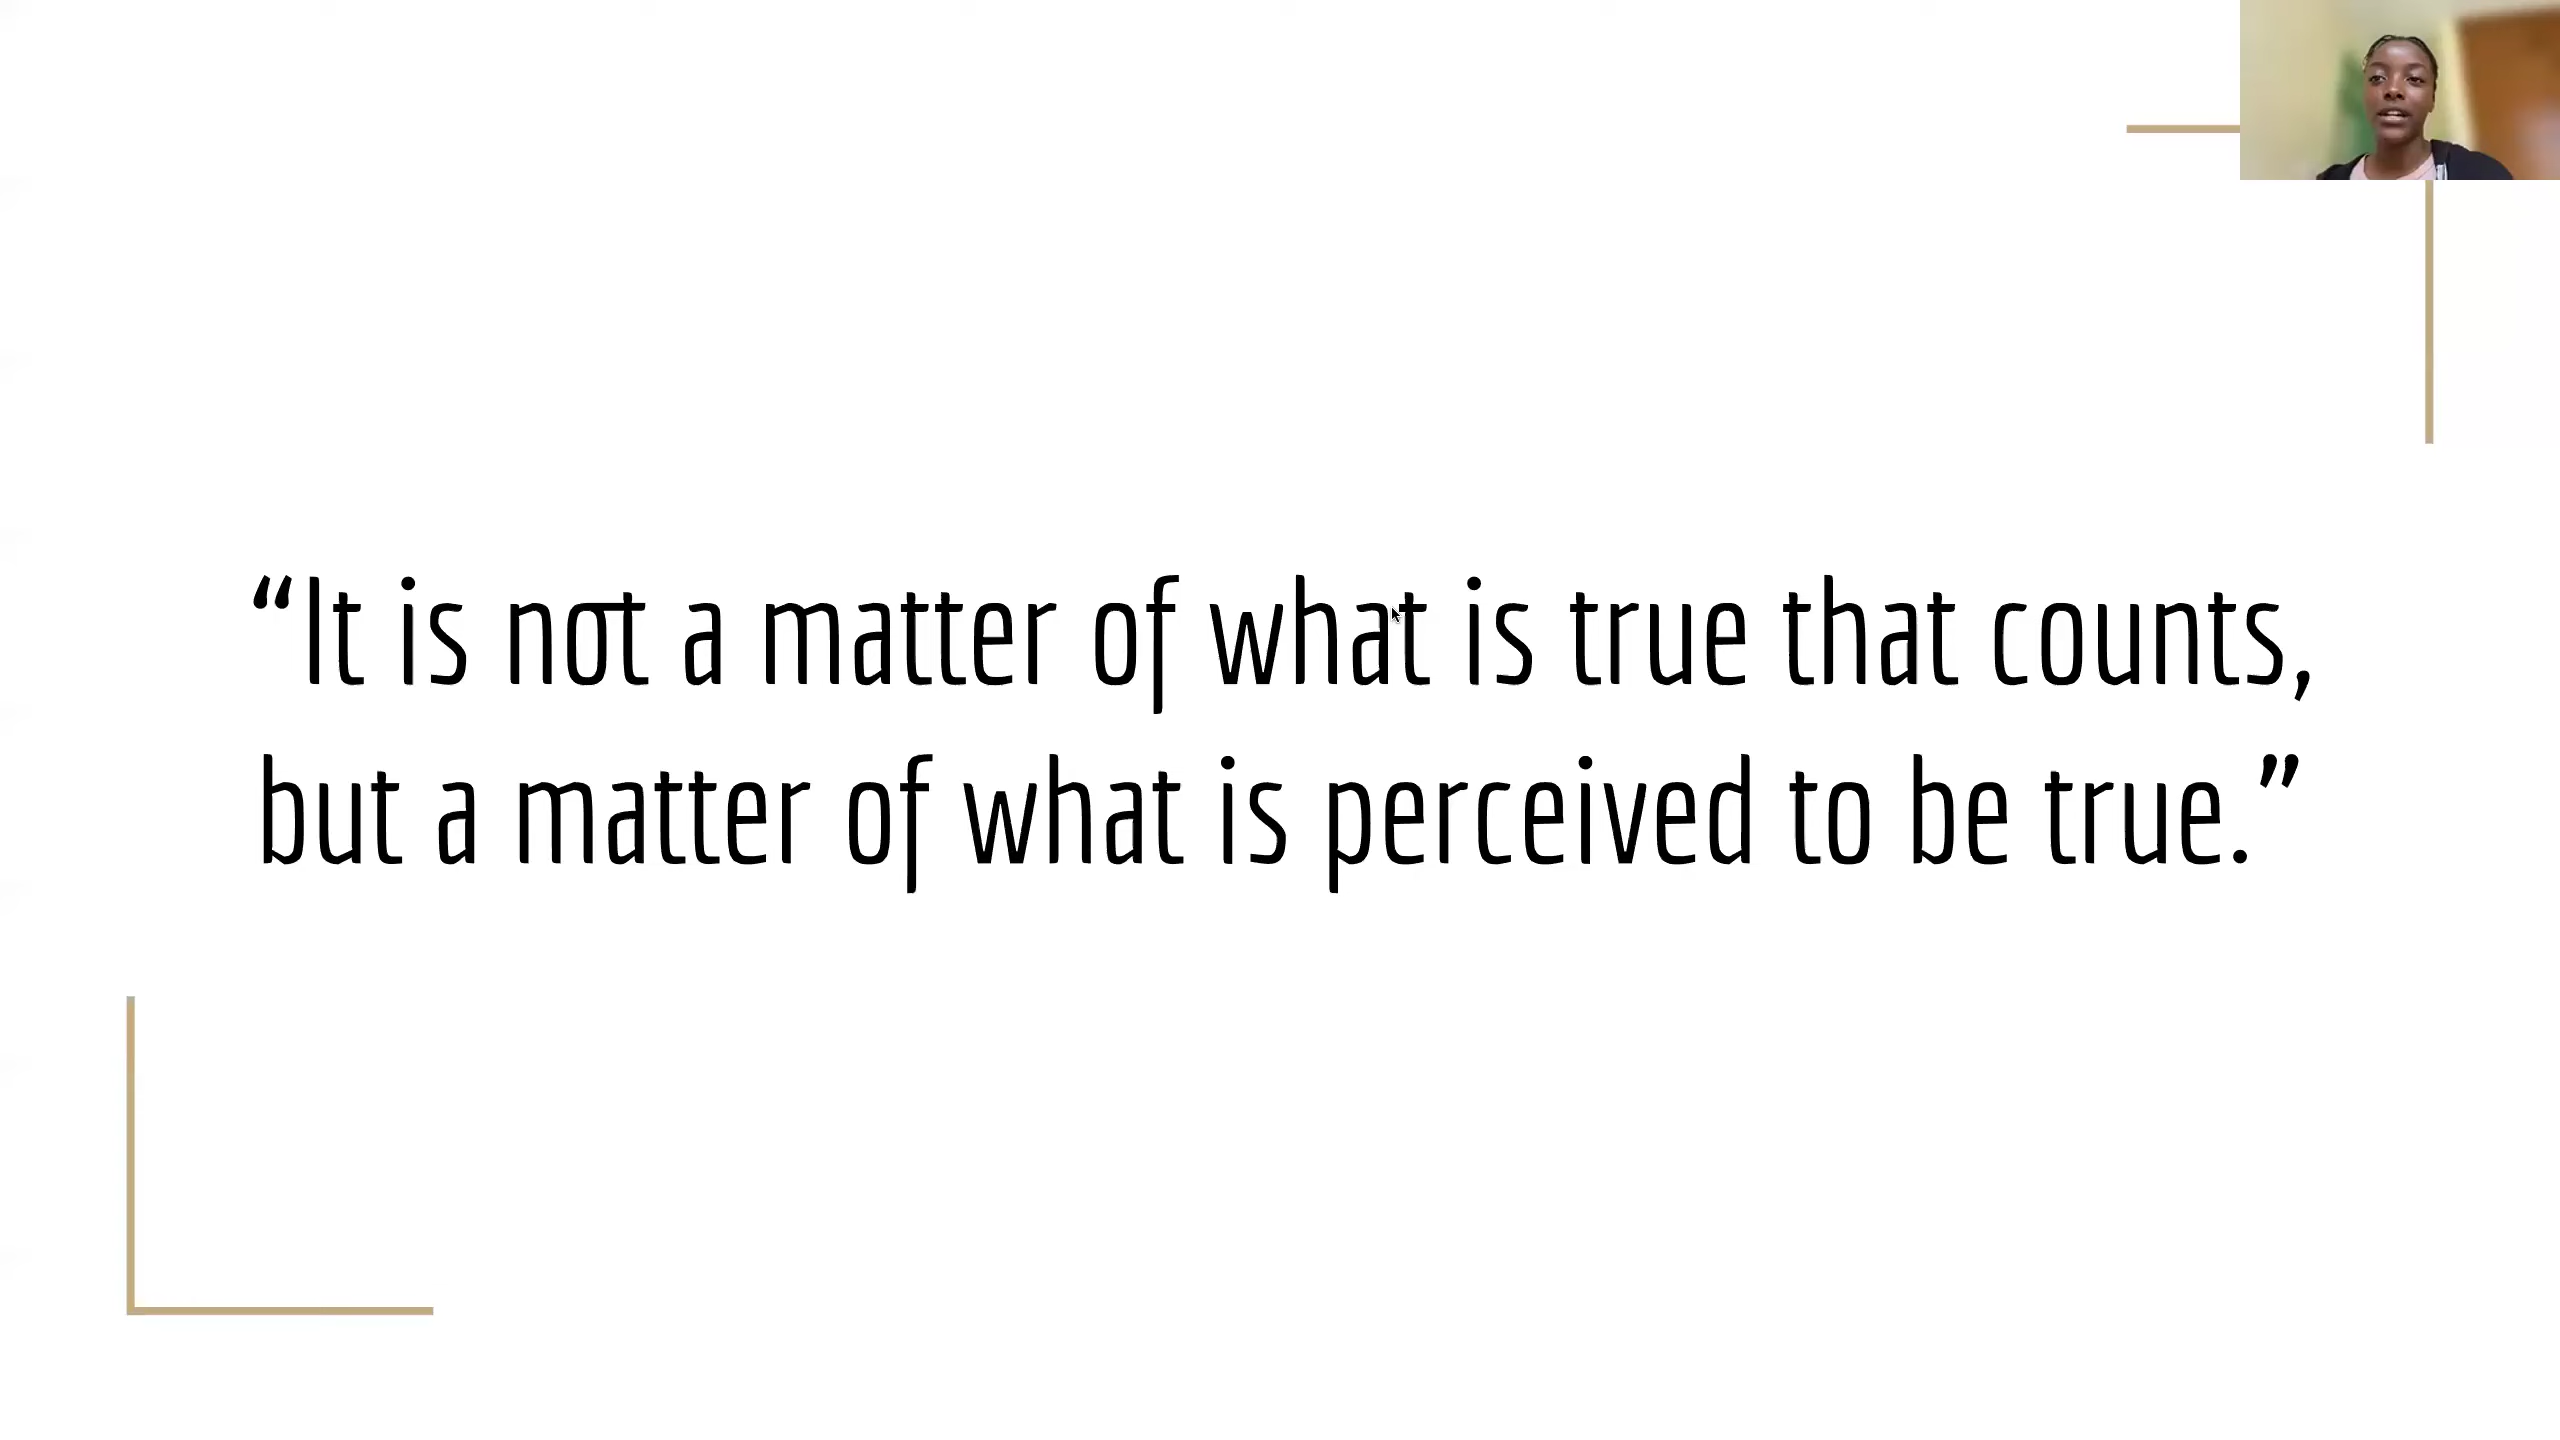 “It is not a matter of what is true that counts,
but a matter of what is perceived to be true.”